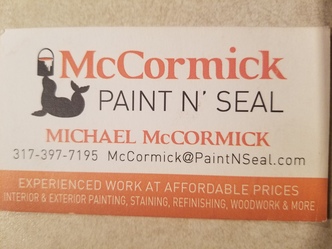 McCormick
PAINT N' SEAL
MICHAEL McCORMICK
317-397-7195 McCormick@PaintNSeal.com
EXPERIENCED WORK AT AFFORDABLE PRICES
INTERIOR & EXTERIOR PAINTING, STAINING, REFINISHING, WOODWORK & MORE